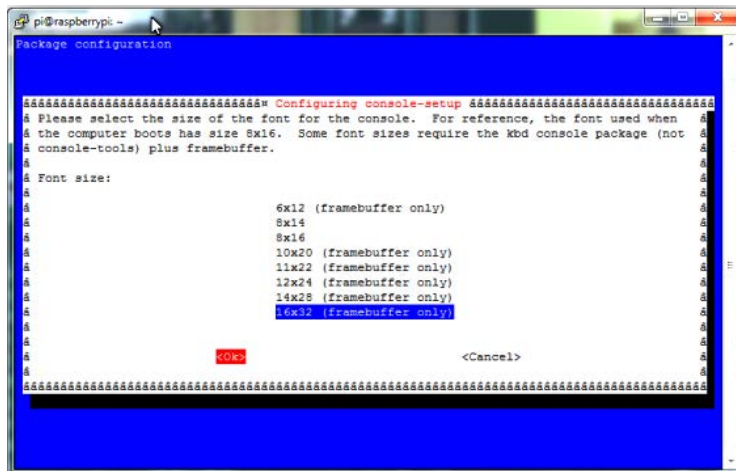 pi@raspberrypi: ~
Package configuration
Configuring console-setup
Please select the size of the font for the console. For reference, the font used when
the computer boots has size 8x16. Some font sizes require the kbd console package (not
console-tools) plus framebuffer.
Font size:
6x12 (framebuffer only)
8x14
8x16
10x20 (framebuffer only)
11x22 (framebuffer only)
12x24 (framebuffer only)
14x28 (framebuffer only)
16x32 (framebuffer only)
<Ok> <Cancel>